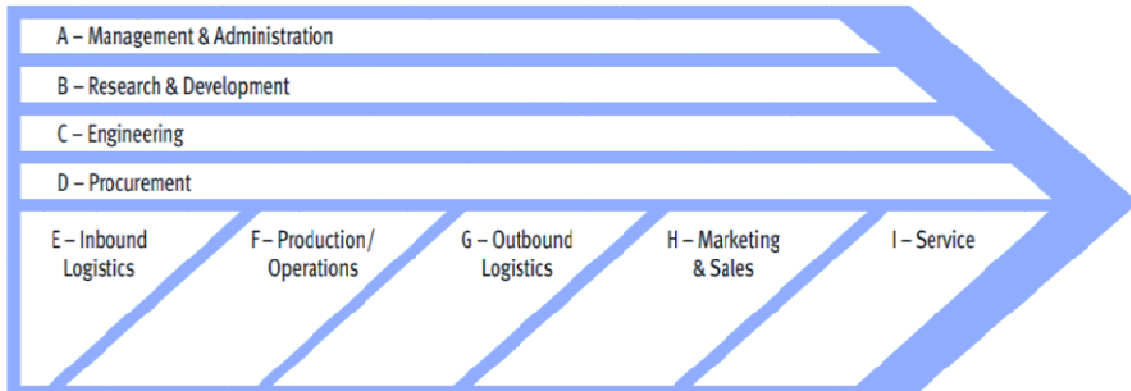 A – Management & Administration
B – Research & Development
C – Engineering
D – Procurement
E – Inbound
Logistics
F – Production/
Operations
G – Outbound
Logistics
H – Marketing
& Sales
I – Service